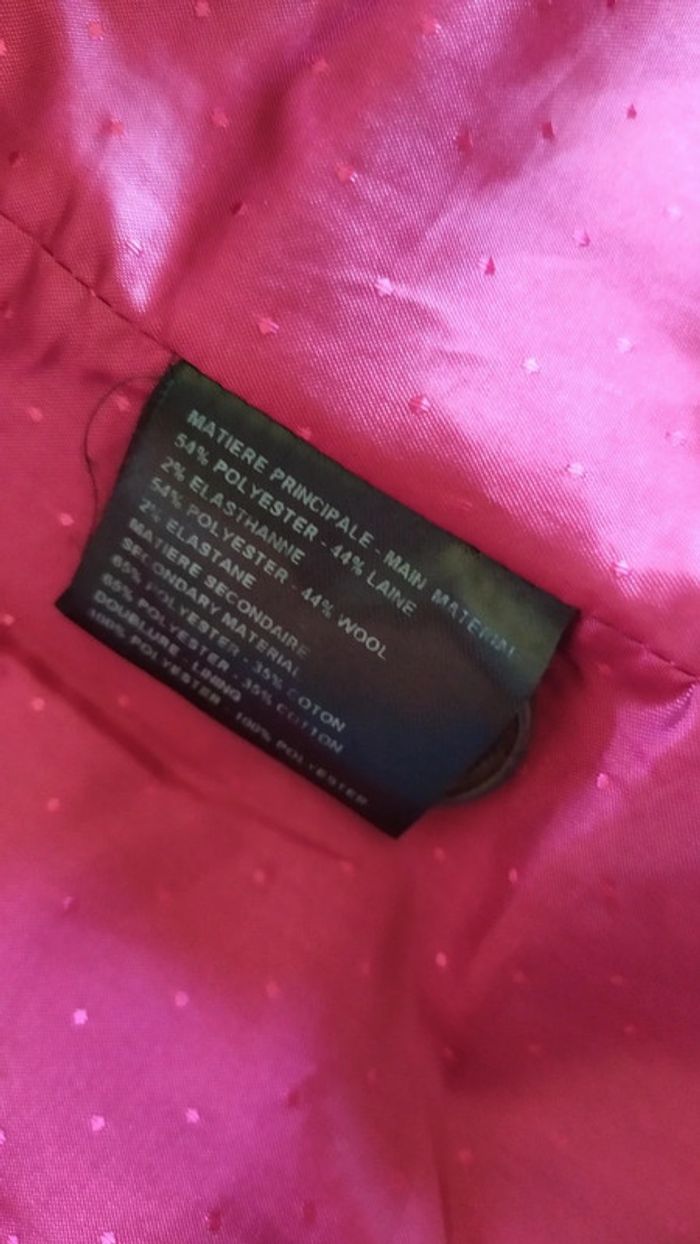 MATIERE PRINCIPALE - MAIN MATERIAL
54% POLYESTER - 44% LAINE
2% ELASTHANNE
54% POLYESTER - 44% WOOL
2% ELASTANE
MATIERE SECONDAIRE
SECONDARY MATERIAL
65% POLYESTER - 35% COTON
65% POLYESTER - 35% COTTON
DOUBLURE - LINING
100% POLYESTER - 100% POLYESTER